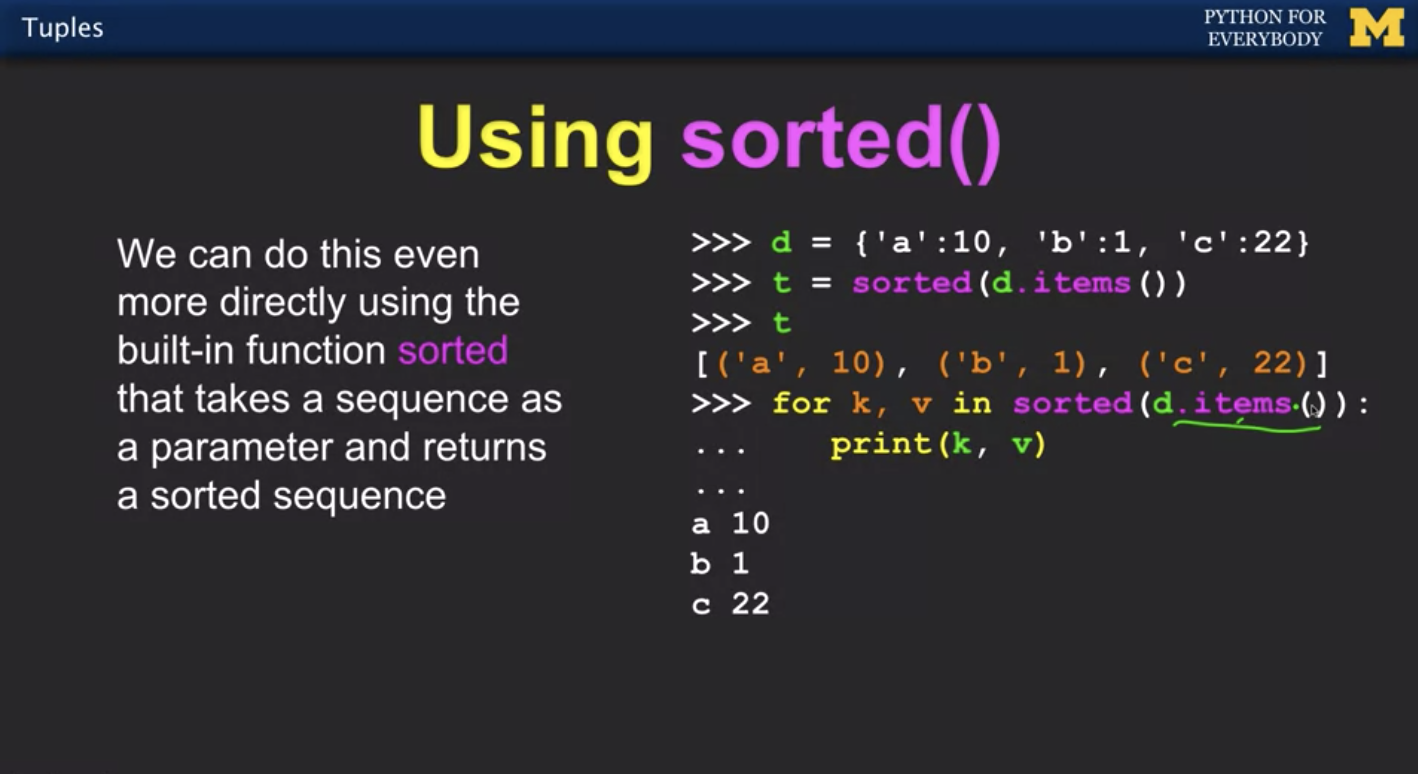 Tuples
PYTHON FOR
EVERYBODY
M
Using sorted()
We can do this even
more directly using the
built-in function sorted
that takes a sequence as
a parameter and returns
a sorted sequence
>>> d = {'a':10, 'b':1, 'c':22}
>>> t = sorted(d.items())
>>> t
[('a', 10), ('b', 1), ('c', 22)]
>>> for k, v in sorted(d.items()):
...    print(k, v)
...
a 10
b 1
c 22